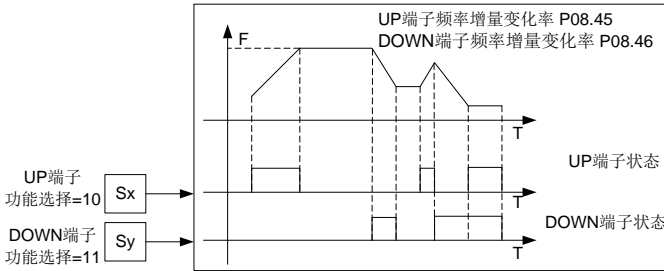 UP端子频率增量变化率 P08.45
DOWN端子频率增量变化率 P08.46
F
T
UP端子状态
T
UP端子
功能选择=10
Sx
DOWN端子状态
T
DOWN端子
功能选择=11
Sy